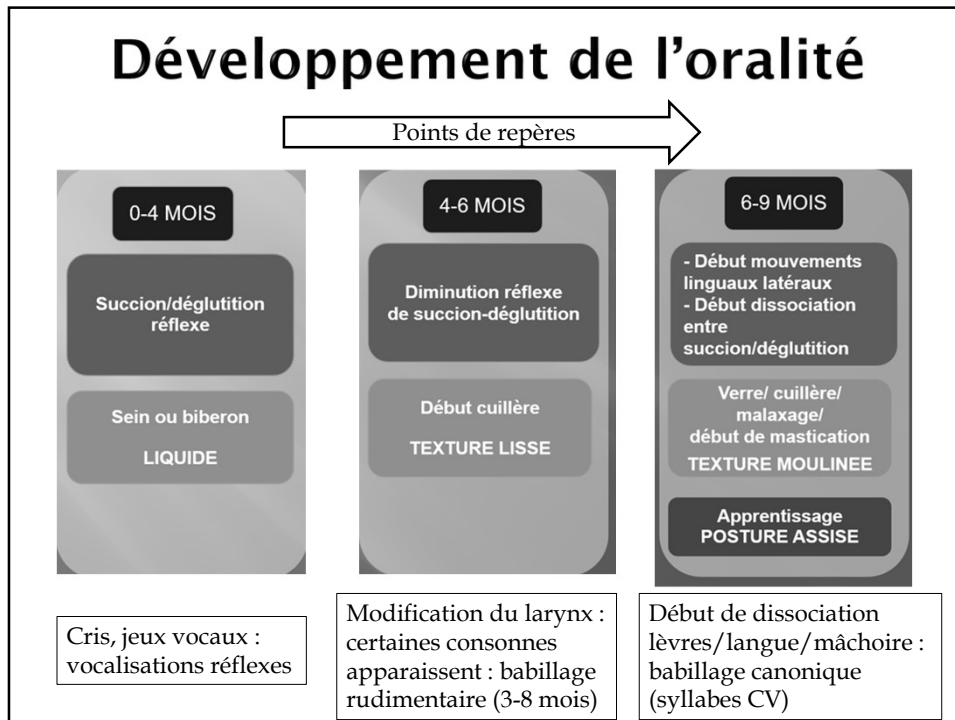 Développement de l'oralité
Points de repères
0-4 MOIS
Succion/déglutition
réflexe
Sein ou biberon
LIQUIDE
Cris, jeux vocaux :
vocalisations réflexes
4-6 MOIS
Diminution réflexe
de succion-déglutition
Début cuillère
TEXTURE LISSE
Modification du larynx :
certaines consonnes
apparaissent : babillage
rudimentaire (3-8 mois)
6-9 MOIS
- Début mouvements
linguaux latéraux
- Début dissociation
entre
succion/déglutition
Verre/ cuillère/
malaxage/
début de mastication
TEXTURE MOULINEE
Apprentissage
POSTURE ASSISE
Début de dissociation
lèvres/langue/mâchoire :
babillage canonique
(syllabes CV)